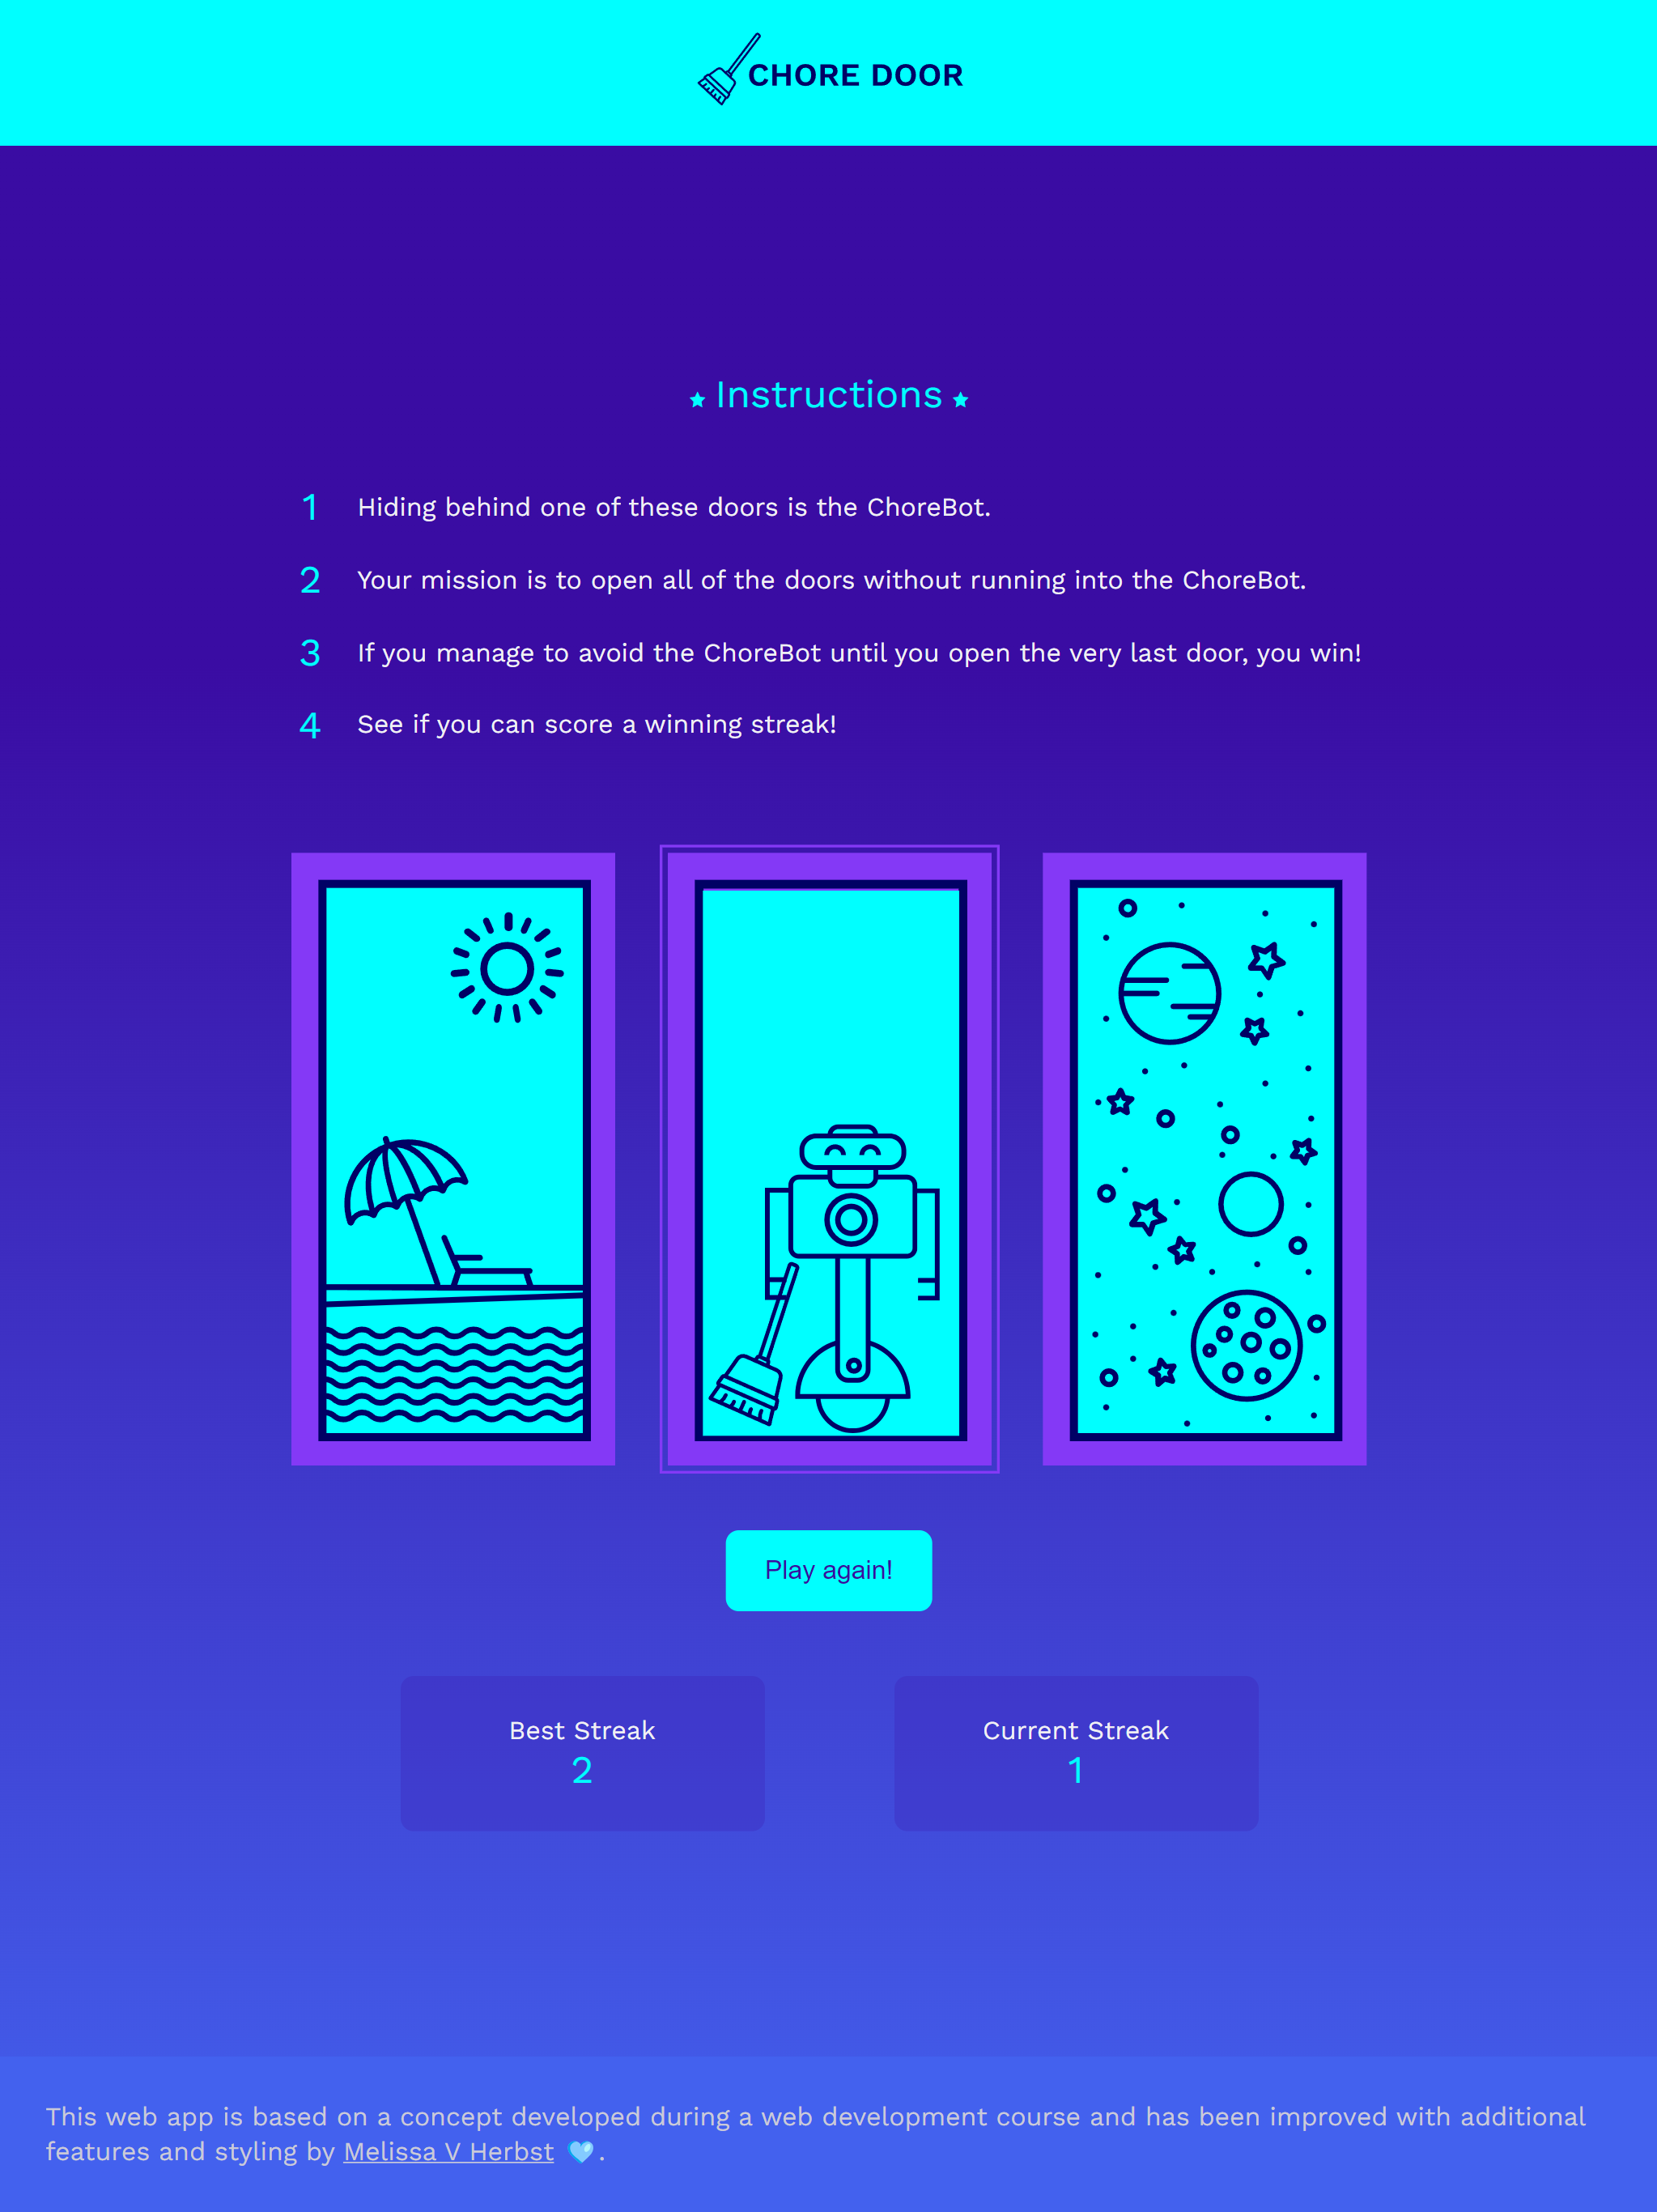 CHORE DOOR
Instructions
1 Hiding behind one of these doors is the ChoreBot.
2 Your mission is to open all of the doors without running into the ChoreBot.
3 If you manage to avoid the ChoreBot until you open the very last door, you win!
4 See if you can score a winning streak!
Play again!
Best Streak
2
Current Streak
1
This web app is based on a concept developed during a web development course and has been improved with additional
features and styling by Melissa V Herbst 🩵.